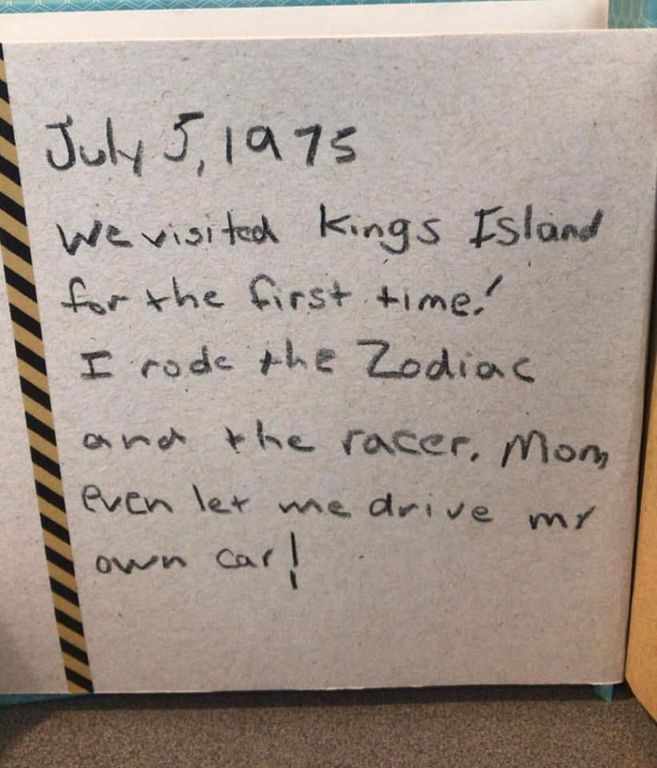 July 5, 1975
We visited Kings Island
for the first time!
I rode the Zodiac
and the racer. Mom
even let me drive my
own car!